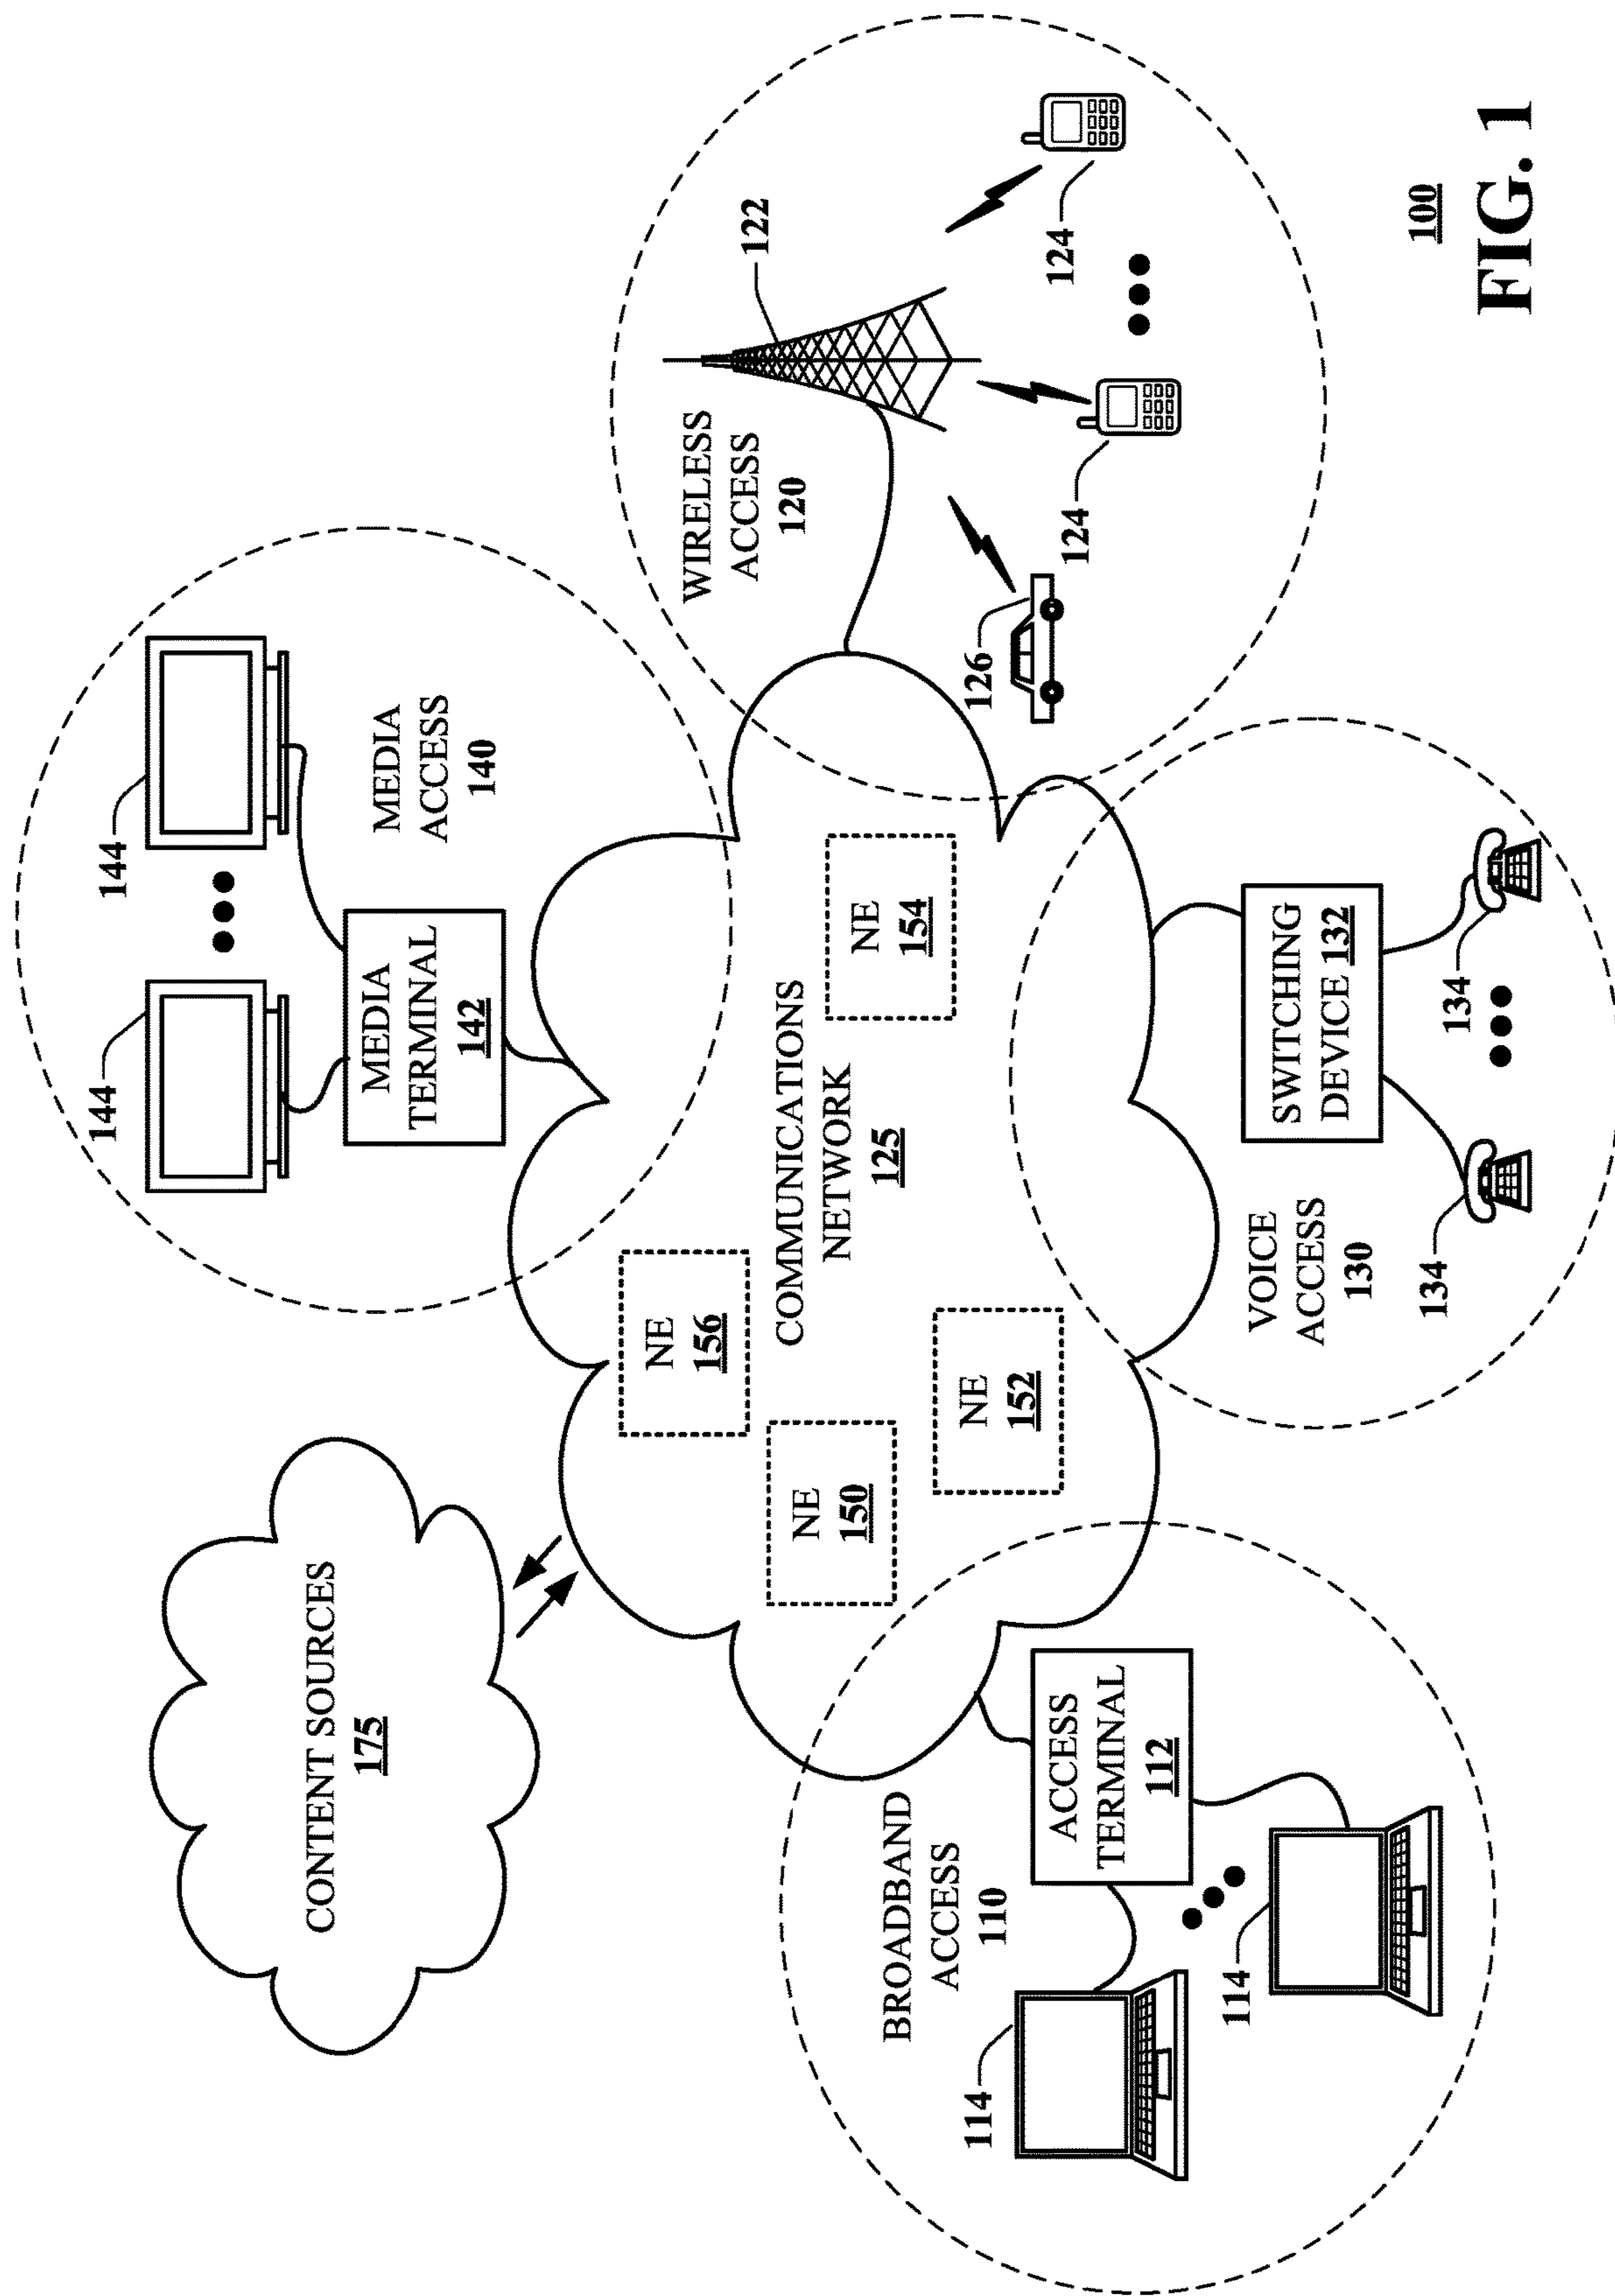 CONTENT SOURCES
175
144
144
MEDIA
TERMINAL
142
MEDIA
ACCESS
140
WIRELESS
ACCESS
120
122
124
124
126
NE
156
NE
150
NE
152
NE
154
COMMUNICATIONS
NETWORK
125
BROADBAND
ACCESS
110
ACCESS
TERMINAL
112
114
114
VOICE
ACCESS
130
SWITCHING
DEVICE 132
134
134
100
FIG. 1